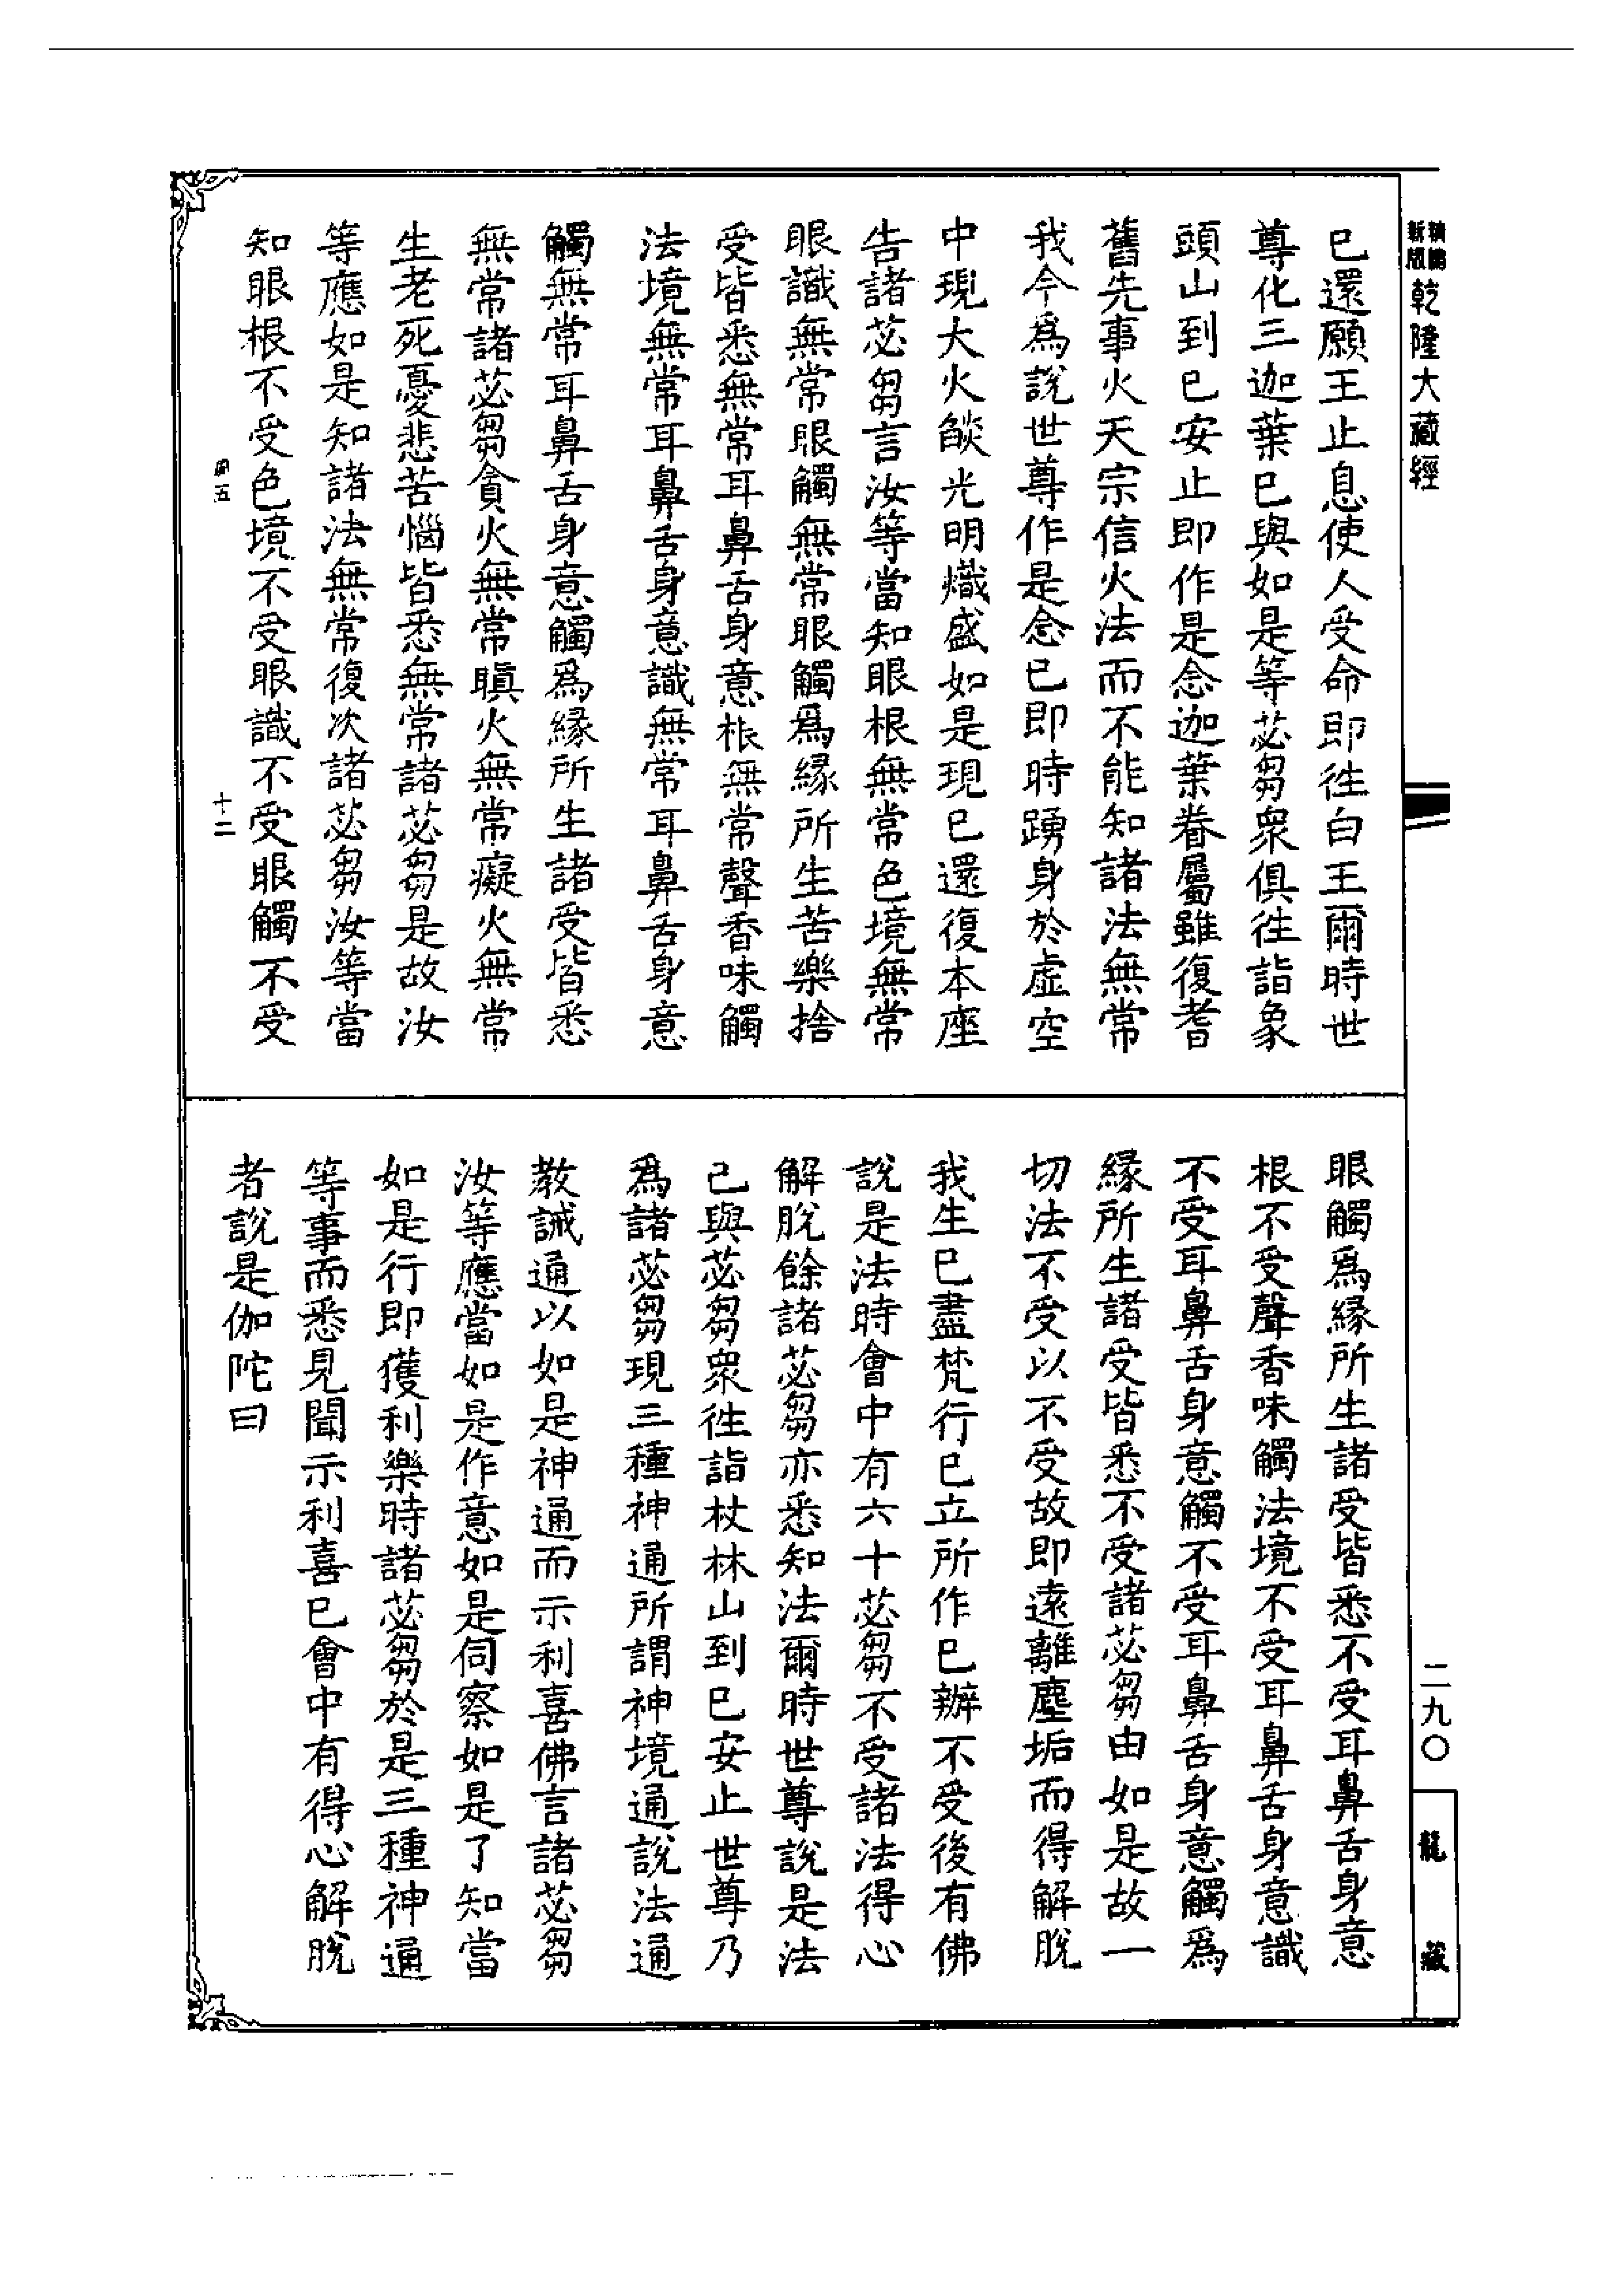 新版 精縮 乾隆大藏經
已還願王止息使人受命即徃白王爾時世
尊化三迦葉已與如是等苾芻衆俱徃詣象
頭山到已安止即作是念迦葉眷屬雖復耆
舊先事火天宗信火法而不能知諸法無常
我今爲說世尊作是念已即時踴身於虛空
中現大火燄光明熾盛如是現已還復本座
告諸苾芻言汝等當知眼根無常色境無常
眼識無常眼觸無常眼觸爲緣所生苦樂捨
受皆悉無常耳鼻舌身意根無常聲香味觸
法境無常耳鼻舌身意識無常耳鼻舌身意
觸無常耳鼻舌身意觸爲緣所生諸受皆悉
無常諸苾芻貪火無常瞋火無常癡火無常
生老死憂悲苦惱皆悉無常諸苾芻是故汝
等應如是知諸法無常復次諸苾芻汝等當
知眼根不受色境不受眼識不受眼觸不受
五 十二
眼觸爲緣所生諸受皆悉不受耳鼻舌身意
根不受聲香味觸法境不受耳鼻舌身意識
不受耳鼻舌身意觸不受耳鼻舌身意觸爲
緣所生諸受皆悉不受諸苾芻由如是故一
切法不受以不受故即遠離塵垢而得解脫
我生已盡梵行已立所作已辦不受後有佛
說是法時會中有六十苾芻不受諸法得心
解脫餘諸苾芻亦悉知法爾時世尊說是法
已與苾芻衆徃詣杖林山到已安止世尊乃
爲諸苾芻現三種神通所謂神境通說法通
教誡通以如是神通而示利喜佛言諸苾芻
汝等應當如是作意如是伺察如是了知當
如是行即獲利樂時諸苾芻於是三種神通
等事而悉見聞示利喜已會中有得心解脫
者說是伽陀曰
二九〇
龍藏